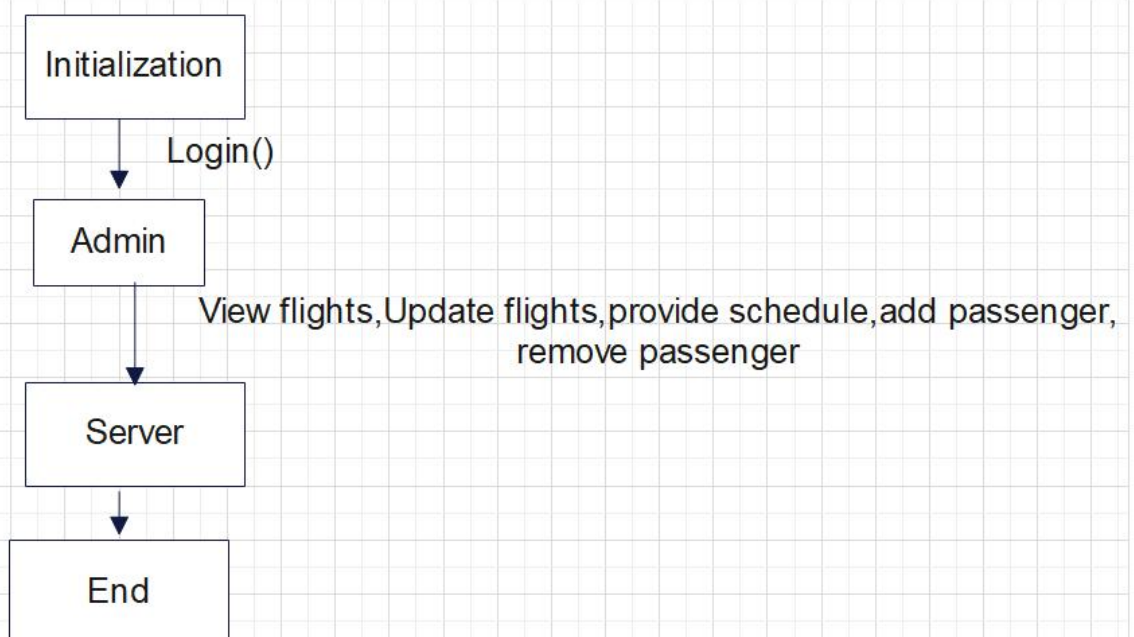 Initialization
Login()
Admin
View flights,Update flights,provide schedule,add passenger,
remove passenger
Server
End